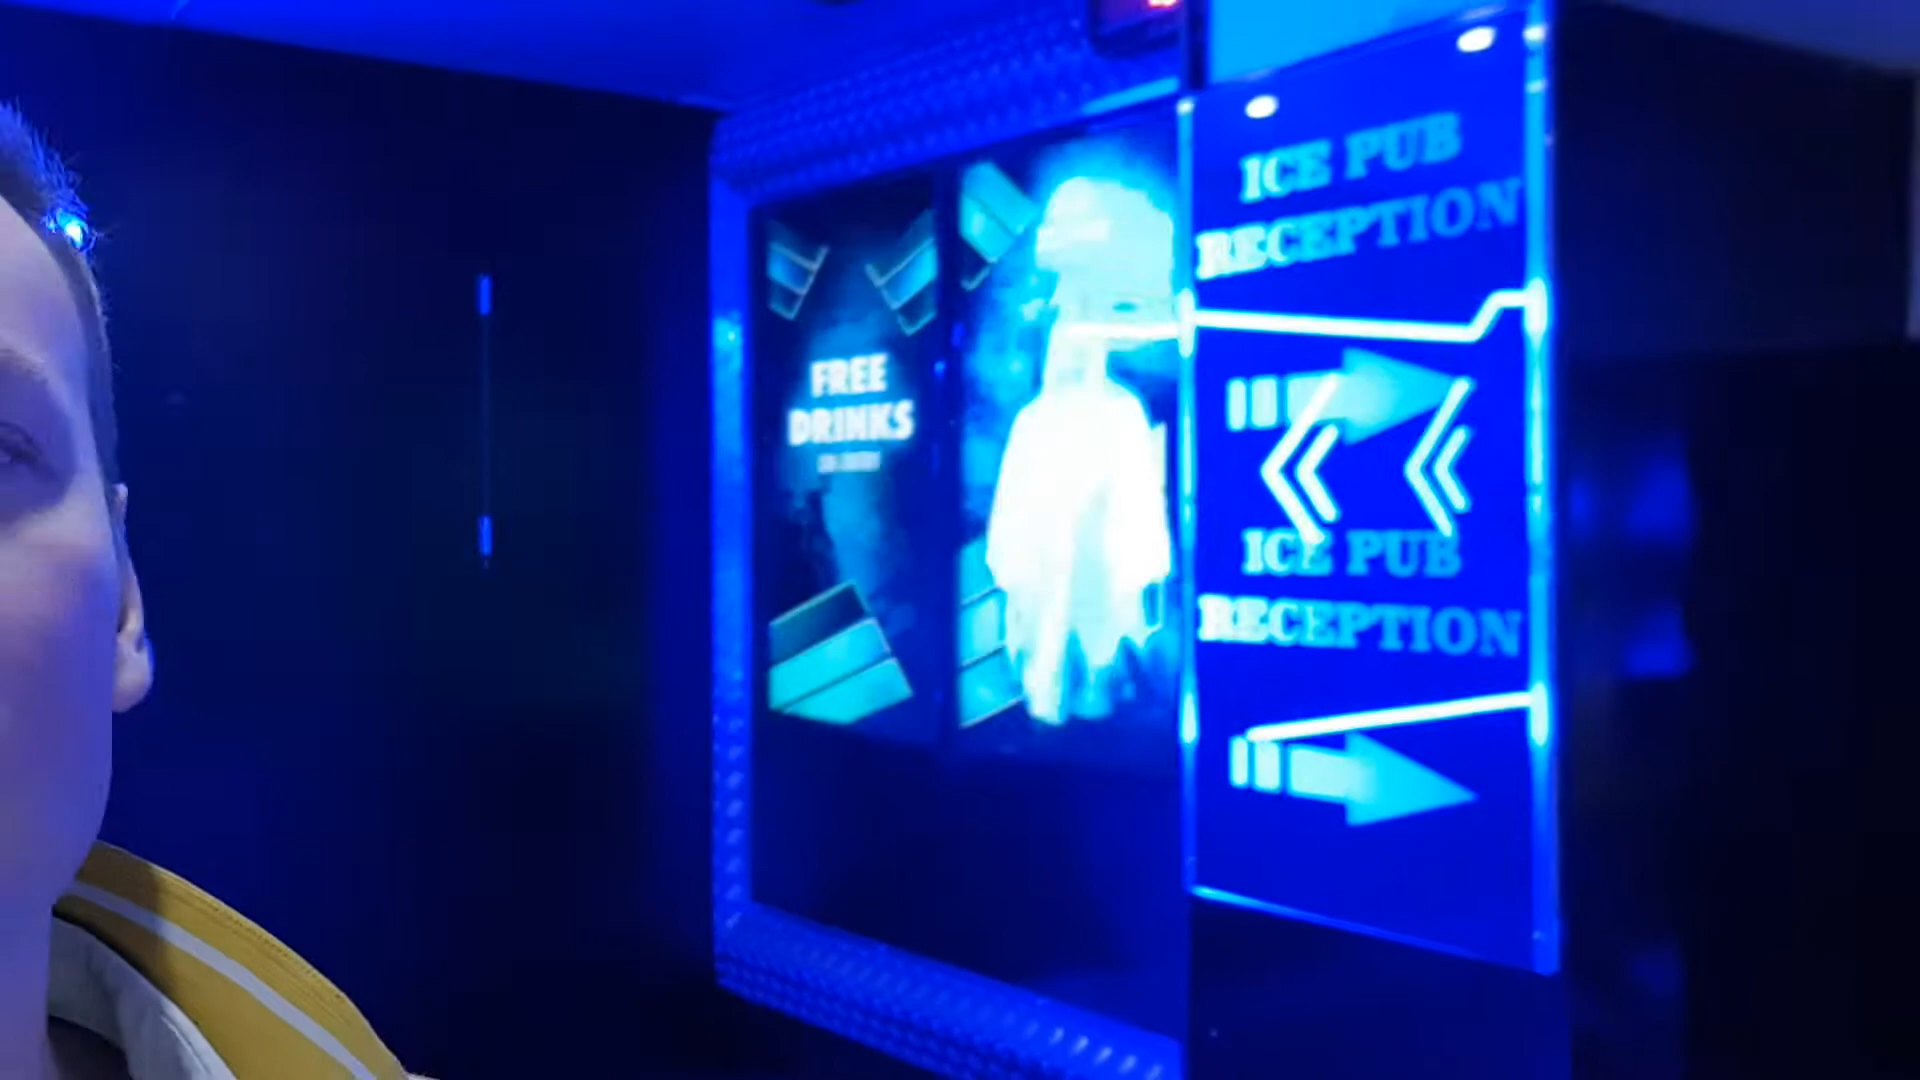 FREE
DRINKS
ICE PUB
RECEPTION
ICE PUB
RECEPTION